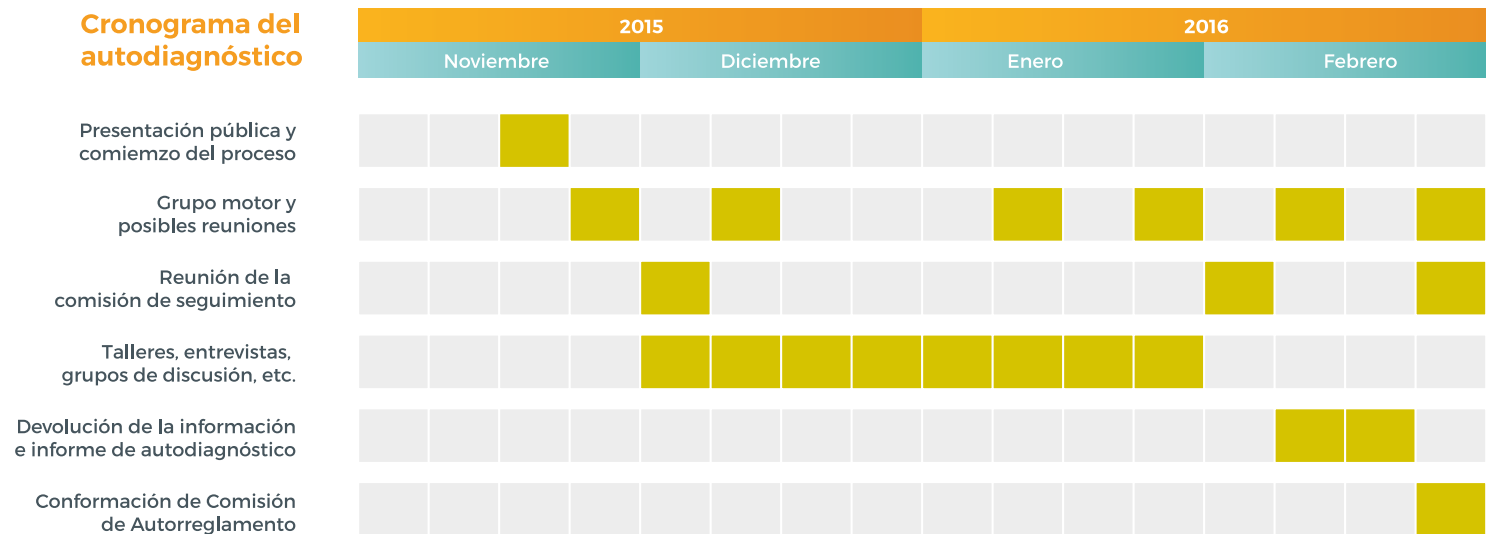 Cronograma del
autodiagnóstico
2015
2016
Noviembre
Diciembre
Enero
Febrero
Presentación pública y
comiemzo del proceso
Grupo motor y
posibles reuniones
Reunión de la
comisión de seguimiento
Talleres, entrevistas,
grupos de discusión, etc.
Devolución de la información
e informe de autodiagnóstico
Conformación de Comisión
de Autorreglamento